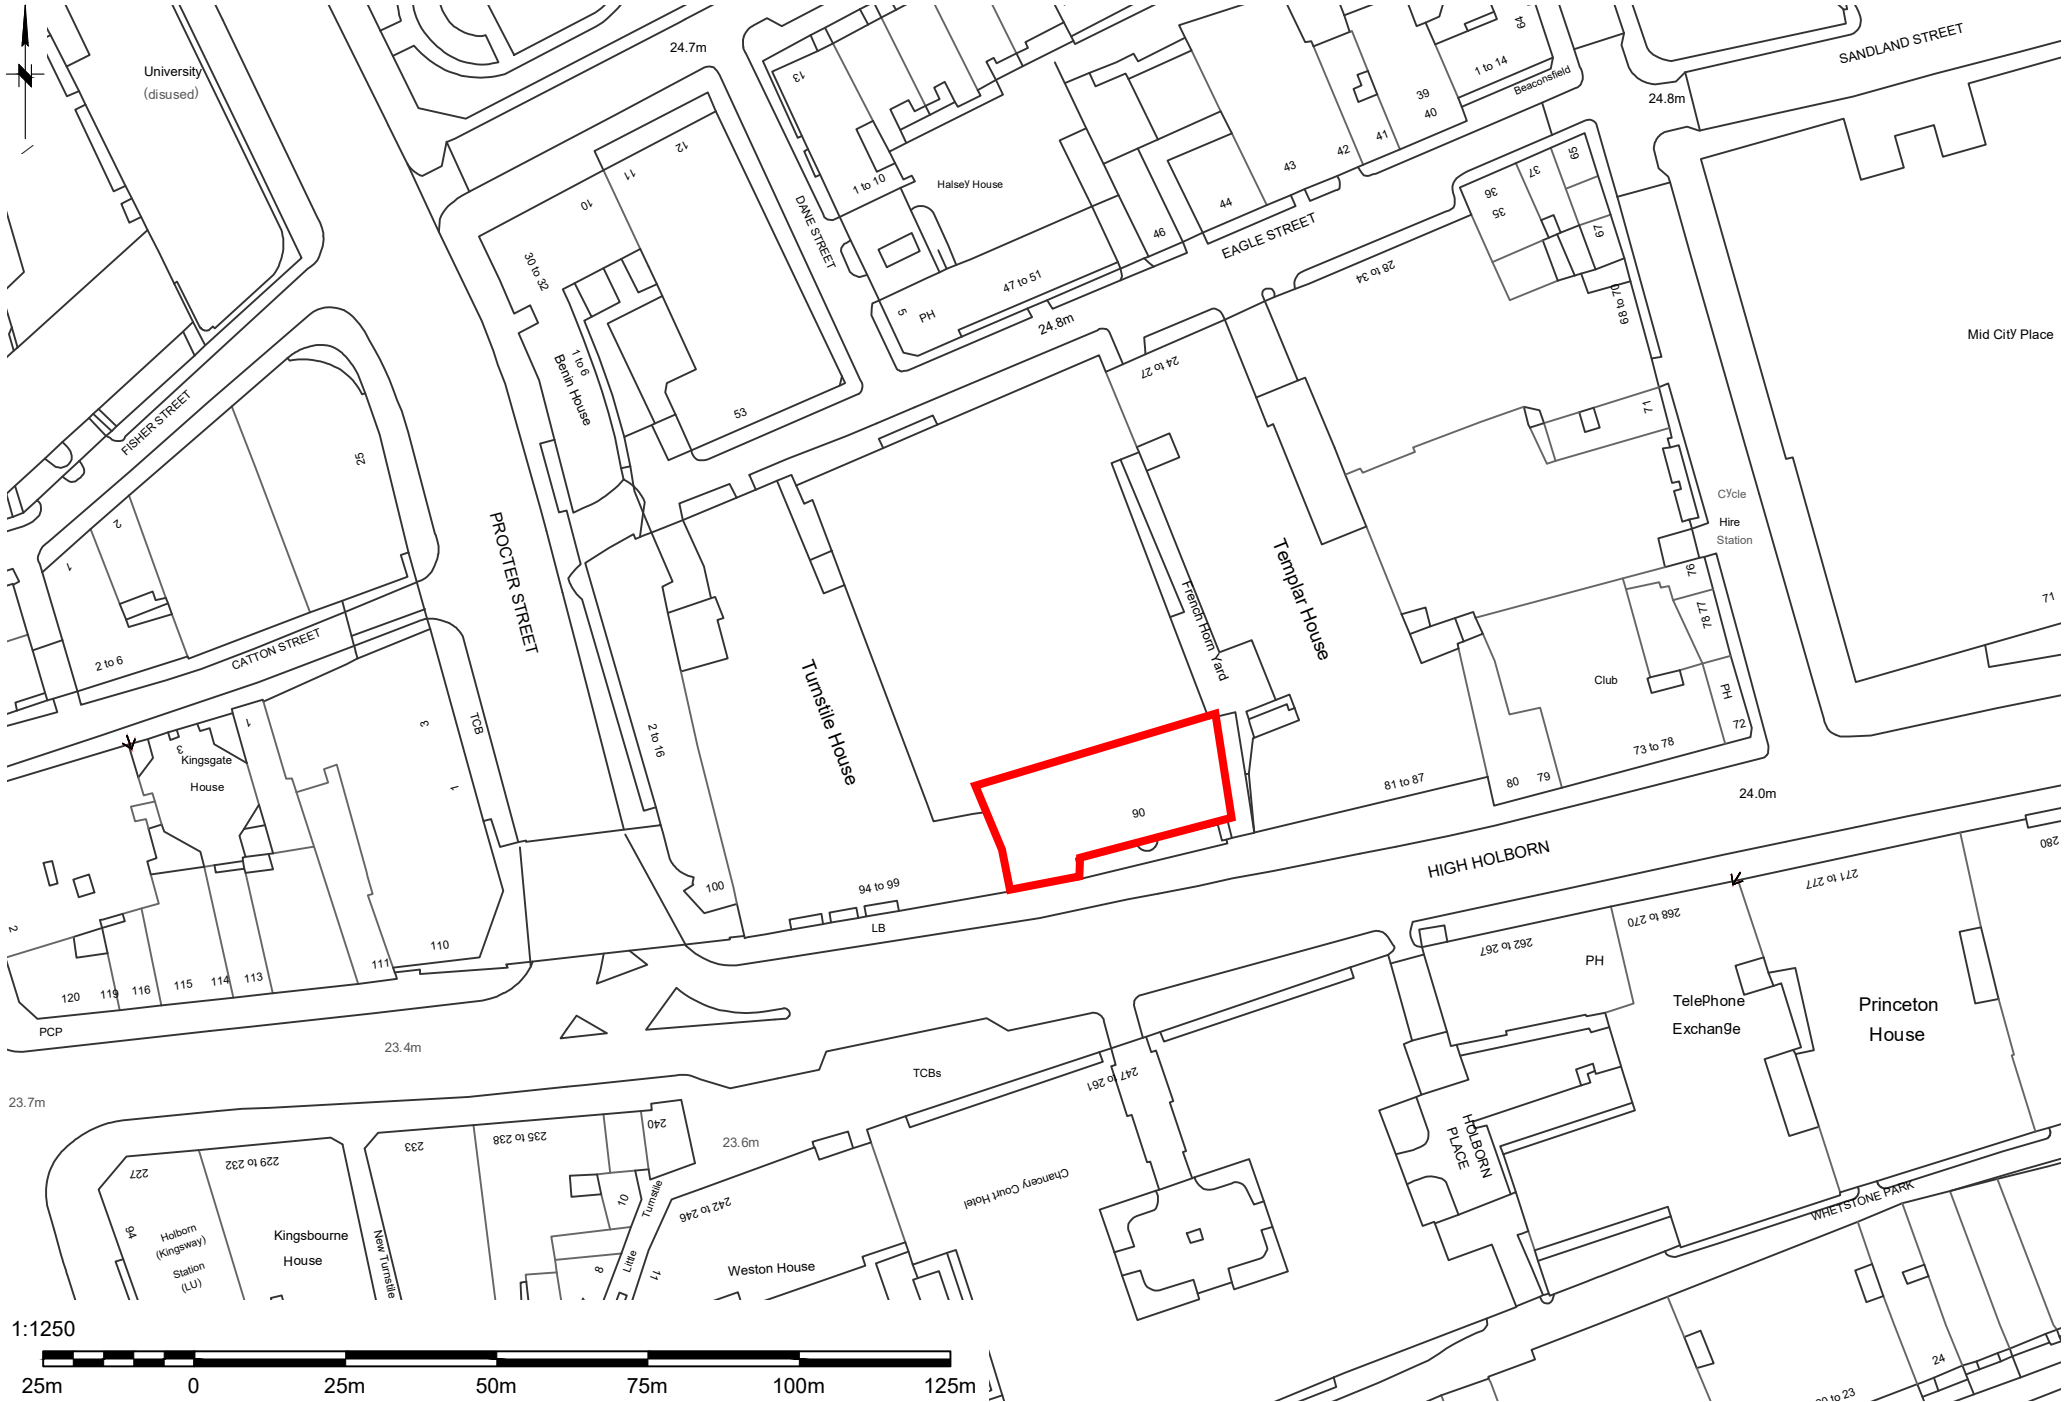 24.7m
SANDLAND STREET
University
(disused)
13
64
1 to 14
Beaconsfield
24.8m
39
40
41
42
43
44
46
12
11
10
1 to 10
Halsey House
DANE STREET
EAGLE STREET
36
35
37
65
67
68 to 70
30 to 32
47 to 51
5
PH
24.8m
28 to 34
Mid City Place
1 to 6
Benin House
53
24 to 27
71
FISHER STREET
25
2
1
Cycle
Hire
Station
PROCTER STREET
Templar House
French Horn Yard
76
77
78
71
2 to 6
CATTON STREET
Turnstile House
2 to 16
Club
PH
72
73 to 78
1
3
Kingsgate
House
3
1
TCB
81 to 87
80
79
24.0m
90
HIGH HOLBORN
280
271 to 277
100
94 to 99
LB
268 to 270
262 to 267
PH
2
110
111
113
114
115
116
119
120
PCP
Telephone
Exchange
Princeton
House
23.4m
TCBs
247 to 261
23.7m
240
233
235 to 238
23.6m
HOLBORN
PLACE
227
229 to 232
Chancery Court Hotel
WHETSTONE PARK
94
Holborn
(Kingsway)
Station
(LU)
Kingsbourne
House
New Turnstile
10
Little
Turnstile
242 to 246
8
11
Weston House
24
1:1250
25m
0
25m
50m
75m
100m
125m